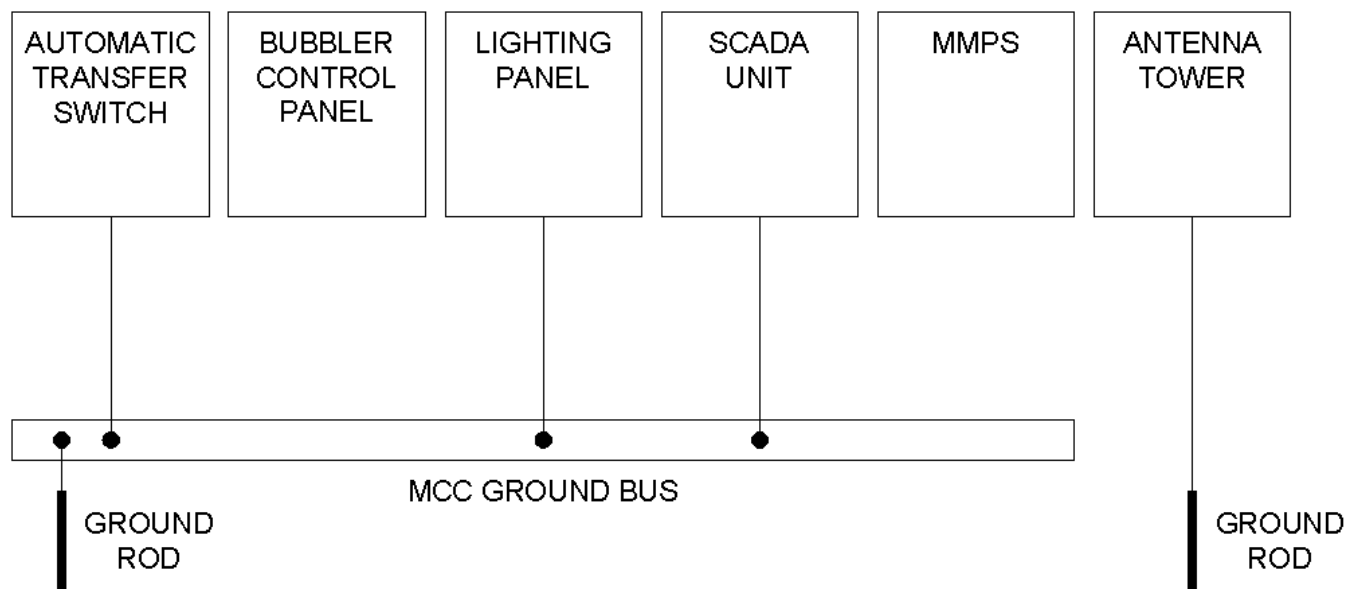 AUTOMATIC
TRANSFER
SWITCH
BUBBLER
CONTROL
PANEL
LIGHTING
PANEL
SCADA
UNIT
MMPS
ANTENNA
TOWER
MCC GROUND BUS
GROUND
ROD
GROUND
ROD